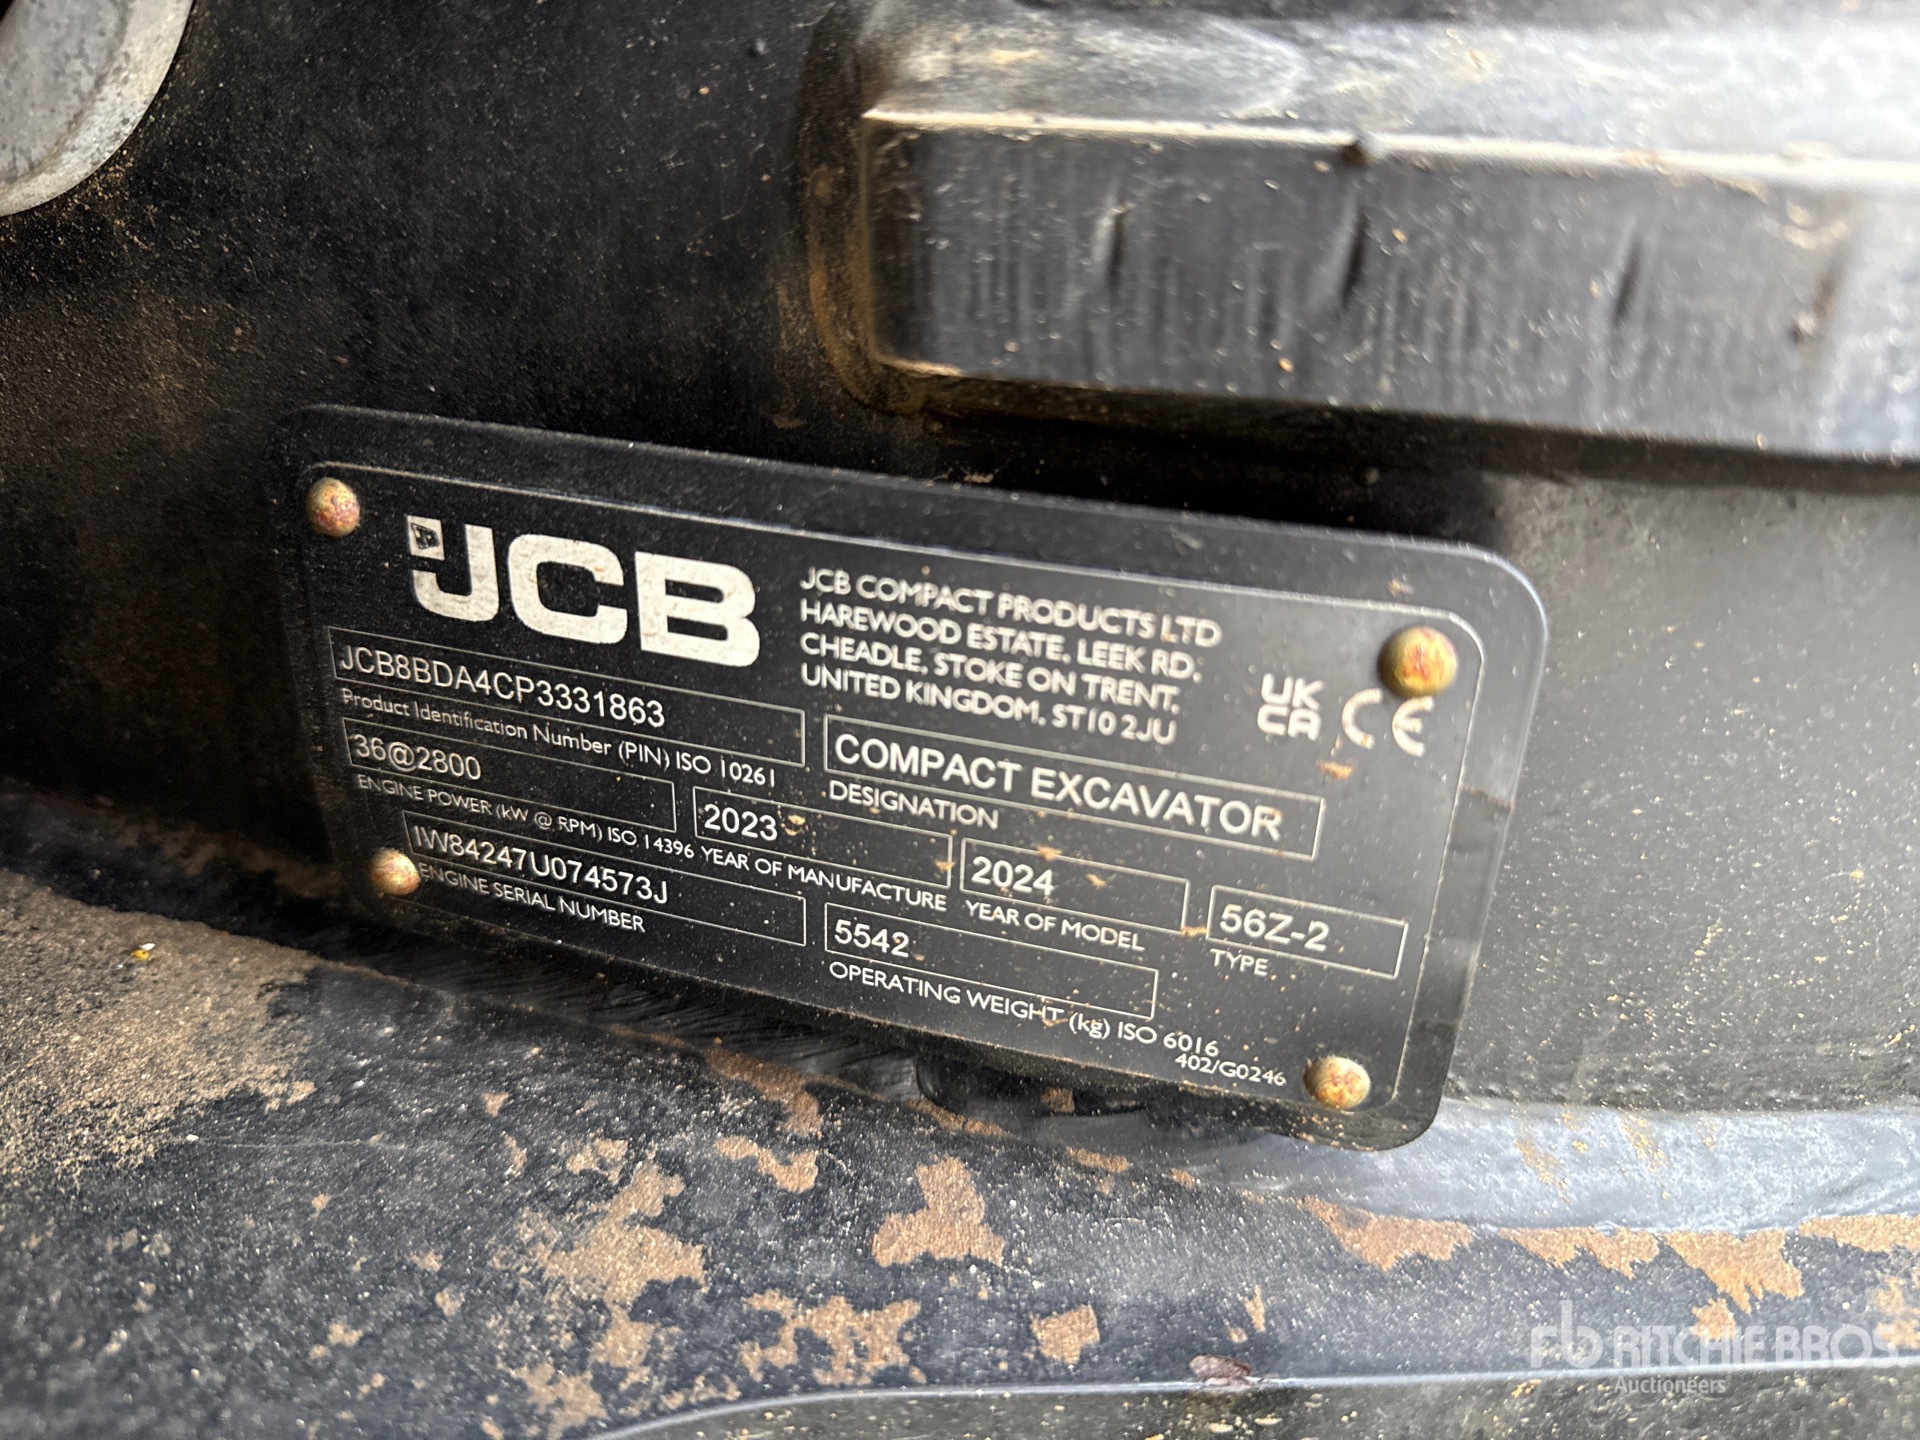 JCB
JCB COMPACT PRODUCTS LTD
HAREWOOD ESTATE, LEEK RD,
CHEADLE, STOKE ON TRENT,
UNITED KINGDOM, ST10 2JU
UK
CA CE
JCB8BDA4CP3331863
Product Identification Number (PIN) ISO 10261
COMPACT EXCAVATOR
DESIGNATION
36@2800
ENGINE POWER (kW @ RPM) ISO 14396
2023
YEAR OF MANUFACTURE
2024
YEAR OF MODEL
56Z-2
TYPE
IW84247U074573J
ENGINE SERIAL NUMBER
5542
OPERATING WEIGHT (kg) ISO 6016
402/G0246
rb RITCHIE BROS.
Auctioneers